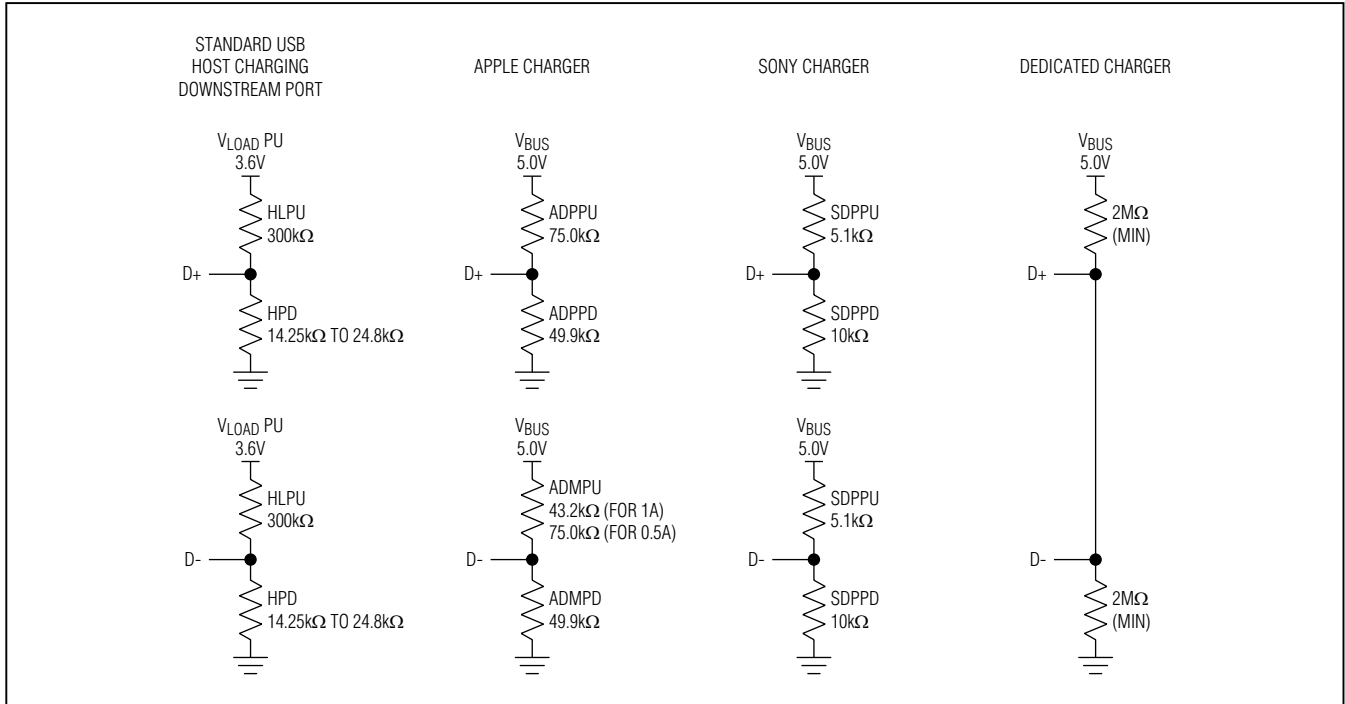 STANDARD USB
HOST CHARGING
DOWNSTREAM PORT
VLOAD PU
3.6V
HLPU
300kΩ
D+
HPD
14.25kΩ TO 24.8kΩ
VLOAD PU
3.6V
HLPU
300kΩ
D-
HPD
14.25kΩ TO 24.8kΩ
APPLE CHARGER
VBUS
5.0V
ADPPU
75.0kΩ
D+
ADPPD
49.9kΩ
VBUS
5.0V
ADMPU
43.2kΩ (FOR 1A)
75.0kΩ (FOR 0.5A)
D-
ADMPD
49.9kΩ
SONY CHARGER
VBUS
5.0V
SDPPU
5.1kΩ
D+
SDPPD
10kΩ
VBUS
5.0V
SDPPU
5.1kΩ
D-
SDPPD
10kΩ
DEDICATED CHARGER
VBUS
5.0V
2MΩ
(MIN)
D+
D-
2MΩ
(MIN)